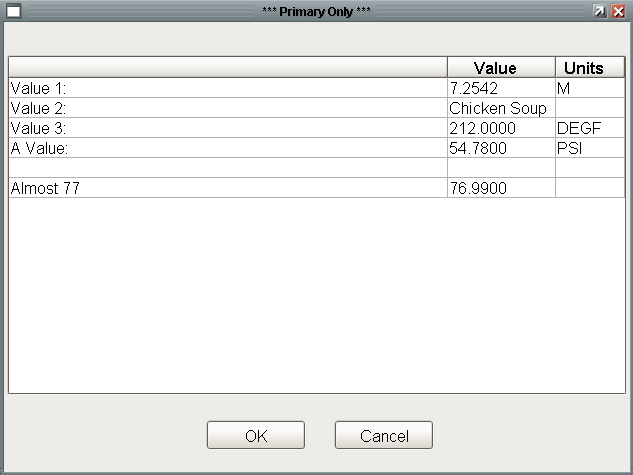 *** Primary Only ***
Value Units
Value 1: 7.2542 M
Value 2: Chicken Soup
Value 3: 212.0000 DEGF
A Value: 54.7800 PSI
Almost 77 76.9900
OK Cancel